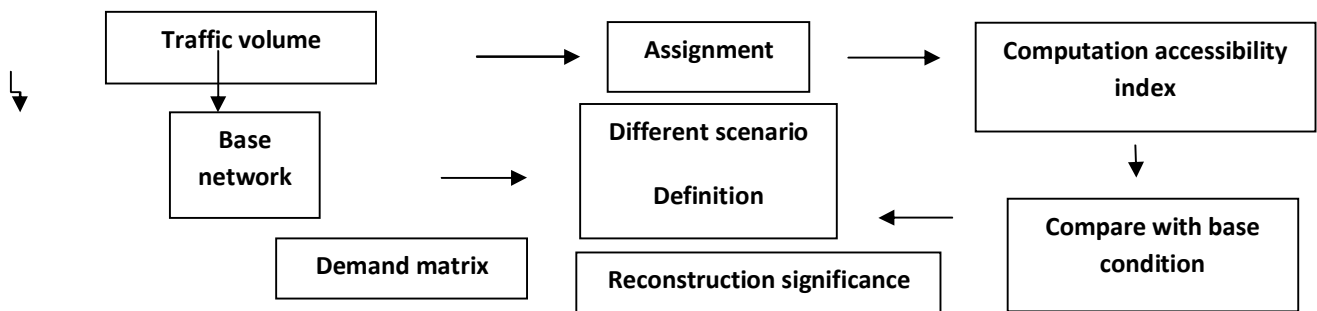 Traffic volume
Assignment
Computation accessibility
index
Base
network
Different scenario
Definition
Compare with base
condition
Demand matrix
Reconstruction significance